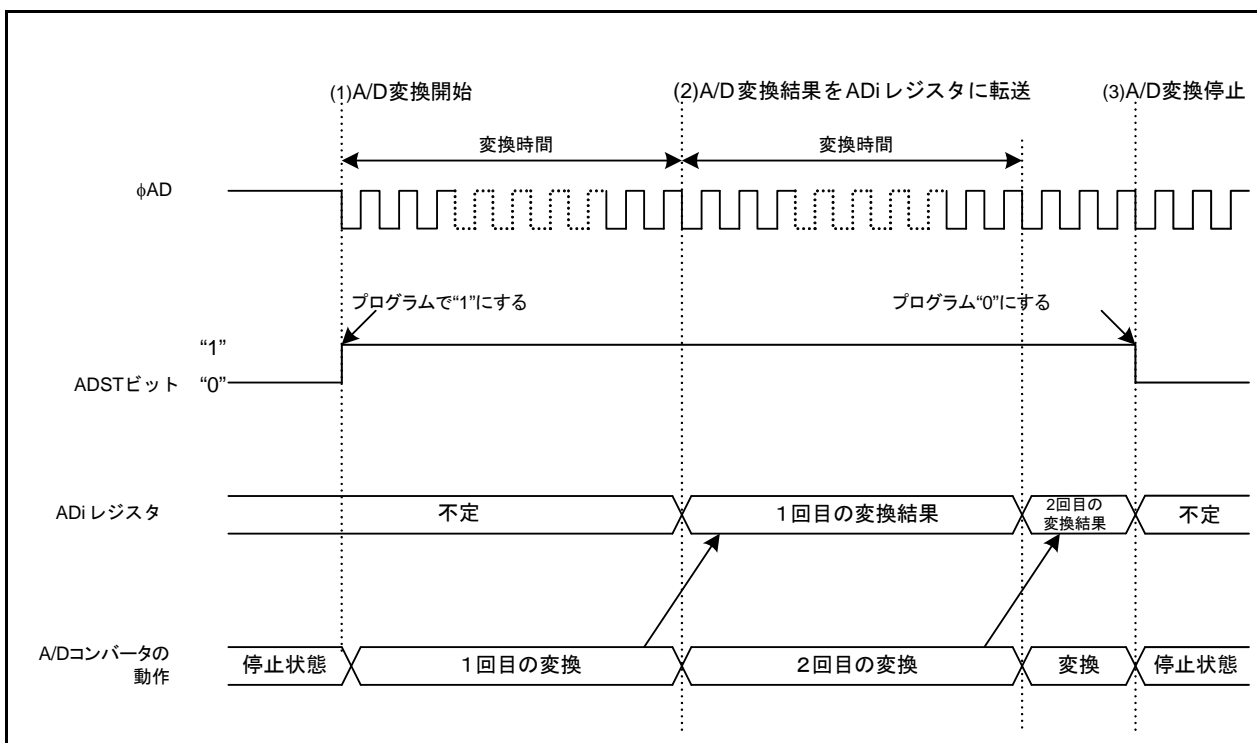 (1)A/D変換開始
(2)A/D変換結果をADiレジスタに転送
(3)A/D変換停止
変換時間
変換時間
φAD
プログラムで“1”にする
プログラム“0”にする
“1”
ADSTビット “0”
ADiレジスタ
不定
1回目の変換結果
2回目の
変換結果
不定
A/Dコンバータの
動作
停止状態
1回目の変換
2回目の変換
変換
停止状態